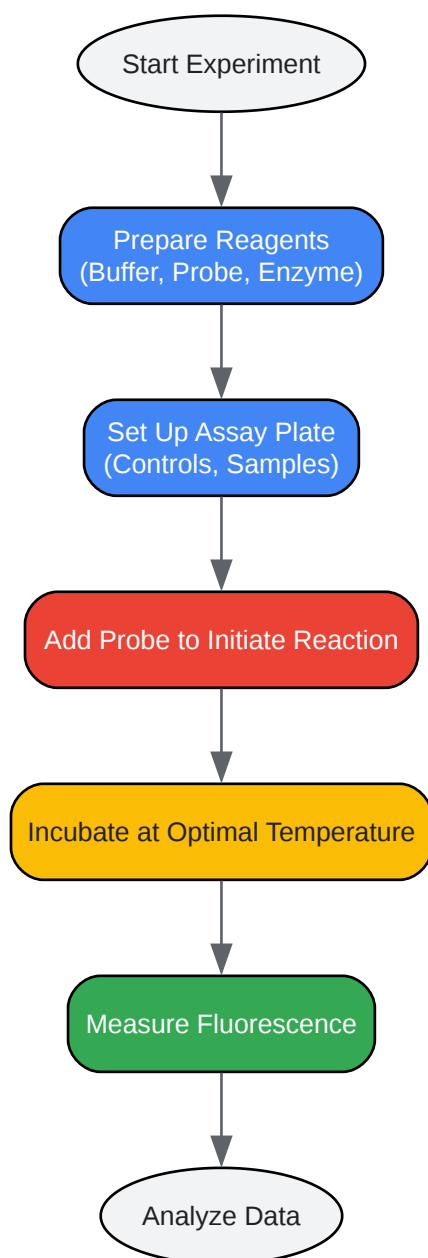 Start Experiment
Prepare Reagents
(Buffer, Probe, Enzyme)
Set Up Assay Plate
(Controls, Samples)
Add Probe to Initiate Reaction
Incubate at Optimal Temperature
Measure Fluorescence
Analyze Data